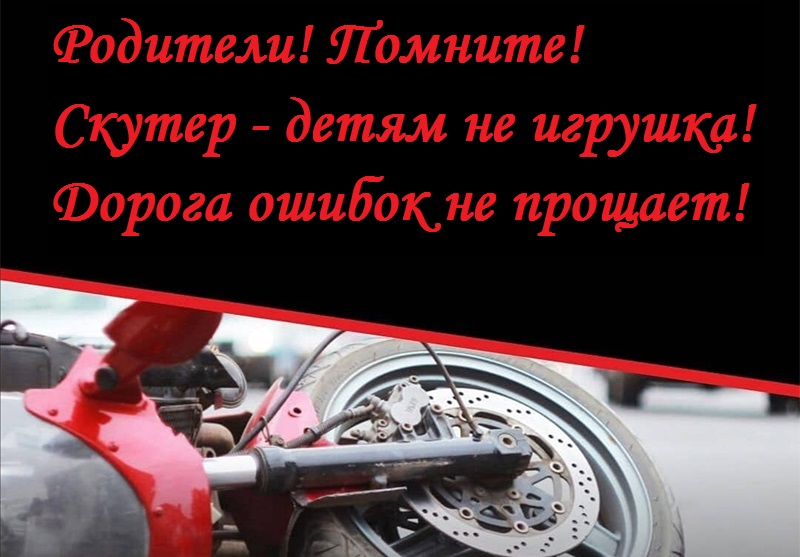 Родители! Помните!
Скутер - детям не игрушка!
Дорога ошибок не прощает!